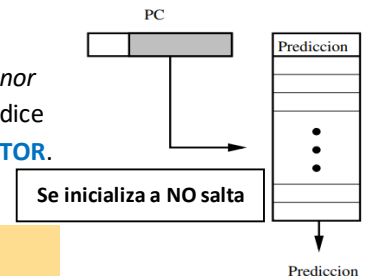 PC
Prediccion
nor
dice
TOR.
Se inicializa a NO salta
Prediccion